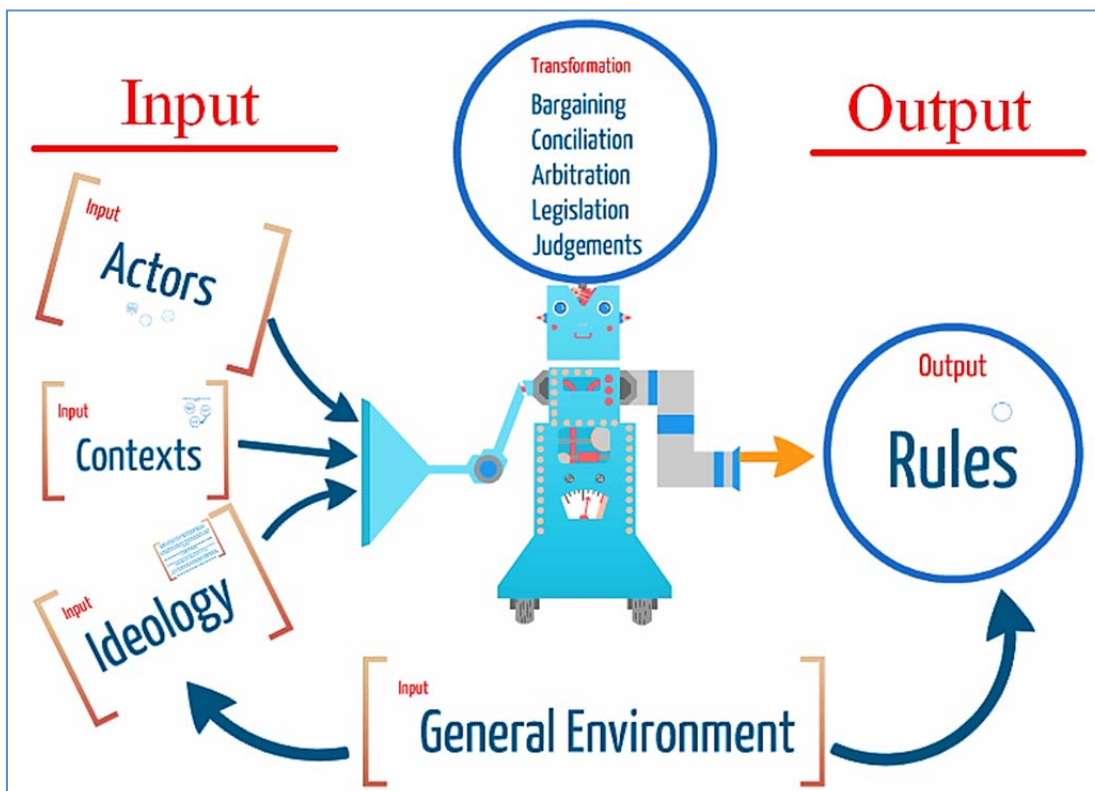 Input
Output
Transformation
Bargaining
Conciliation
Arbitration
Legislation
Judgements
Input
Actors
Input
Contexts
Input
Ideology
Output
Rules
Input
General Environment